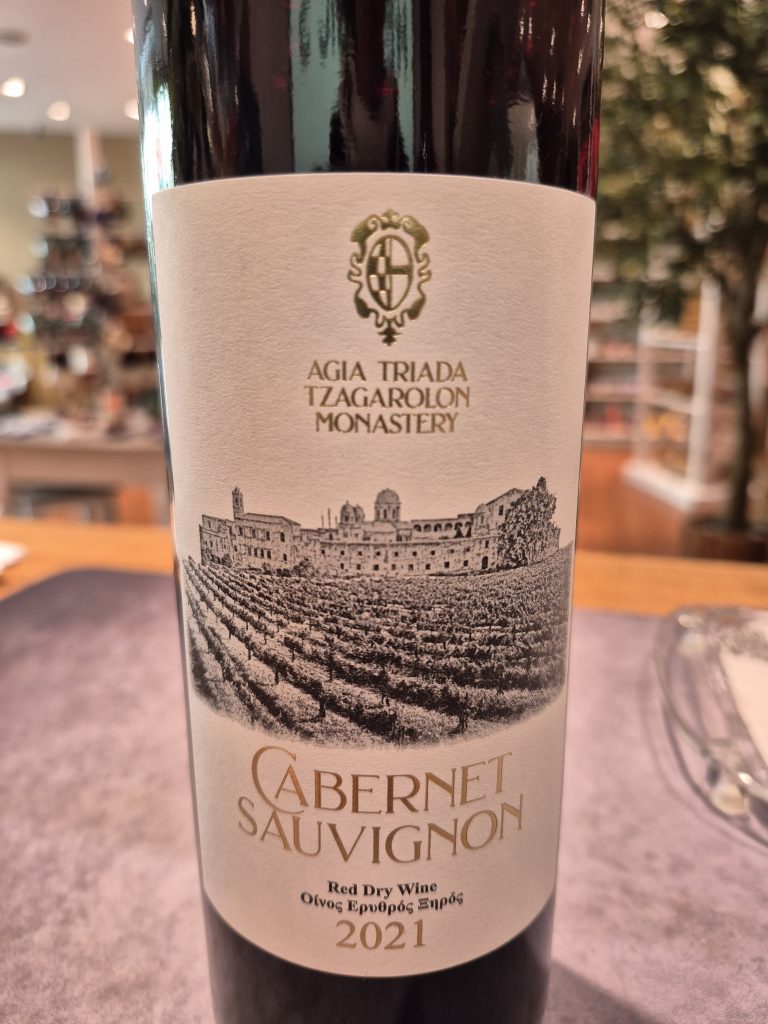 AGIA TRIADA
TZAGAROLON
MONASTERY
CABERNET
SAUVIGNON
Red Dry Wine
Οίνος Ερυθρός Ξηρός
2021